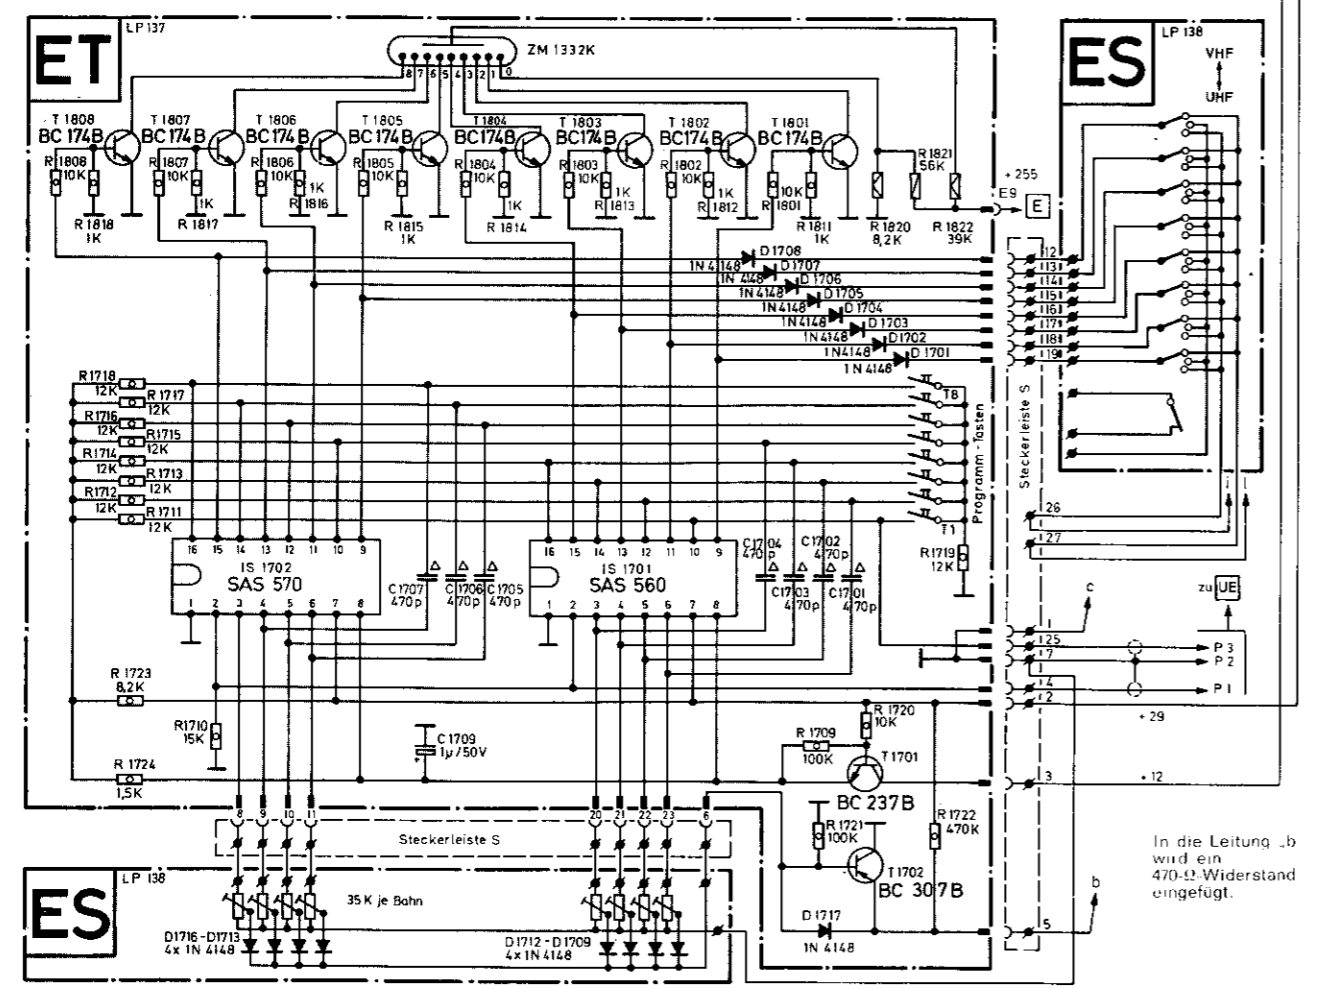 ET
LP 137
ZM 1332K
8 7 6 5 4 3 2 1 0
ES
LP 138
VHF
UHF
T 1808
BC 174 B
T 1807
BC 174 B
T 1806
BC 174 B
T 1805
BC 174 B
T 1804
BC 174 B
T 1803
BC 174 B
T 1802
BC 174 B
T 1801
BC 174 B
R 1808
10K
R 1807
10K
R 1806
10K
R 1805
10K
R 1804
10K
R 1803
10K
R 1802
10K
10K
R 1801
R 1818
1K
1K
R 1817
1K
R 1816
R 1815
1K
1K
R 1814
1K
R 1813
1K
R 1812
R 1811
1K
R 1820
8,2K
R 1821
56K
R 1822
39K
+ 255
E9
E
D 1708
1N 4148
D 1707
1N 4148
D 1706
1N 4148
D 1705
1N 4148
D 1704
1N 4148
D 1703
1N 4148
D 1702
1N 4148
D 1701
1N 4148
12
13
14
15
16
17
18
19
R 1718
12K
R 1717
12K
R 1716
12K
R 1715
12K
R 1714
12K
R 1713
12K
R 1712
12K
R 1711
12K
T8
T1
Programm-Tasten
Steckerleiste S
R 1719
12K
26
27
16 15 14 13 12 11 10 9
IS 1702
SAS 570
1 2 3 4 5 6 7 8
16 15 14 13 12 11 10 9
IS 1701
SAS 560
1 2 3 4 5 6 7 8
C 1707
470p
C 1706
470p
C 1705
470p
C 1704
470p
C 1703
470p
C 1702
470p
C 1701
470p
c
zu UE
1
25
7
4
2
P 3
P 2
P 1
+ 29
R 1723
8,2K
R 1710
15K
C 1709
1µ/50V
R 1724
1,5K
R 1709
100K
R 1720
10K
T 1701
BC 237B
3
+ 12
8 9 10 11
20 21 22 23 6
Steckerleiste S
R 1721
100K
R 1722
470K
T 1702
BC 307B
D 1717
1N 4148
5
b
In die Leitung b
wird ein
470-Ω-Widerstand
eingefügt.
ES
LP 138
35 K je Bahn
D1716 - D1713
4x 1N 4148
D1712 - D1709
4x 1N 4148